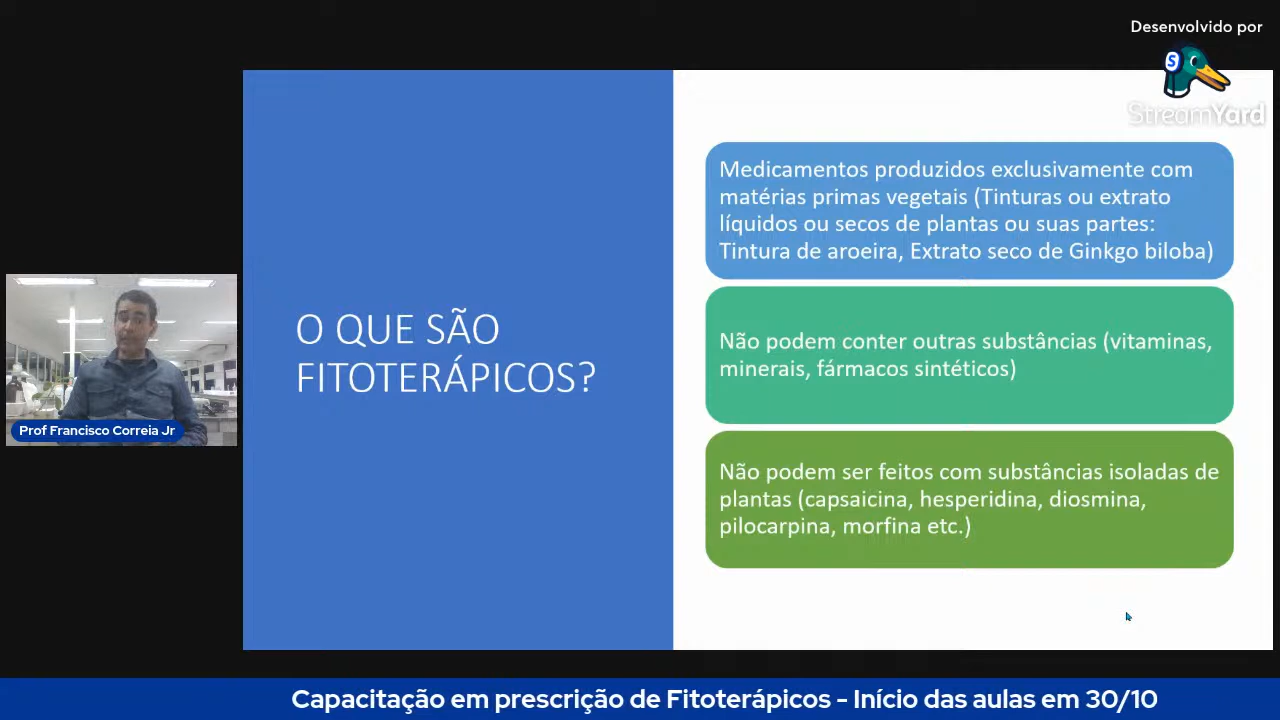 Desenvolvido por
S
StreamYard
O QUE SÃO
FITOTERÁPICOS?
Medicamentos produzidos exclusivamente com
matérias primas vegetais (Tinturas ou extrato
líquidos ou secos de plantas ou suas partes:
Tintura de aroeira, Extrato seco de Ginkgo biloba)
Não podem conter outras substâncias (vitaminas,
minerais, fármacos sintéticos)
Não podem ser feitos com substâncias isoladas de
plantas (capsaicina, hesperidina, diosmina,
pilocarpina, morfina etc.)
Prof Francisco Correia Jr
Capacitação em prescrição de Fitoterápicos - Início das aulas em 30/10